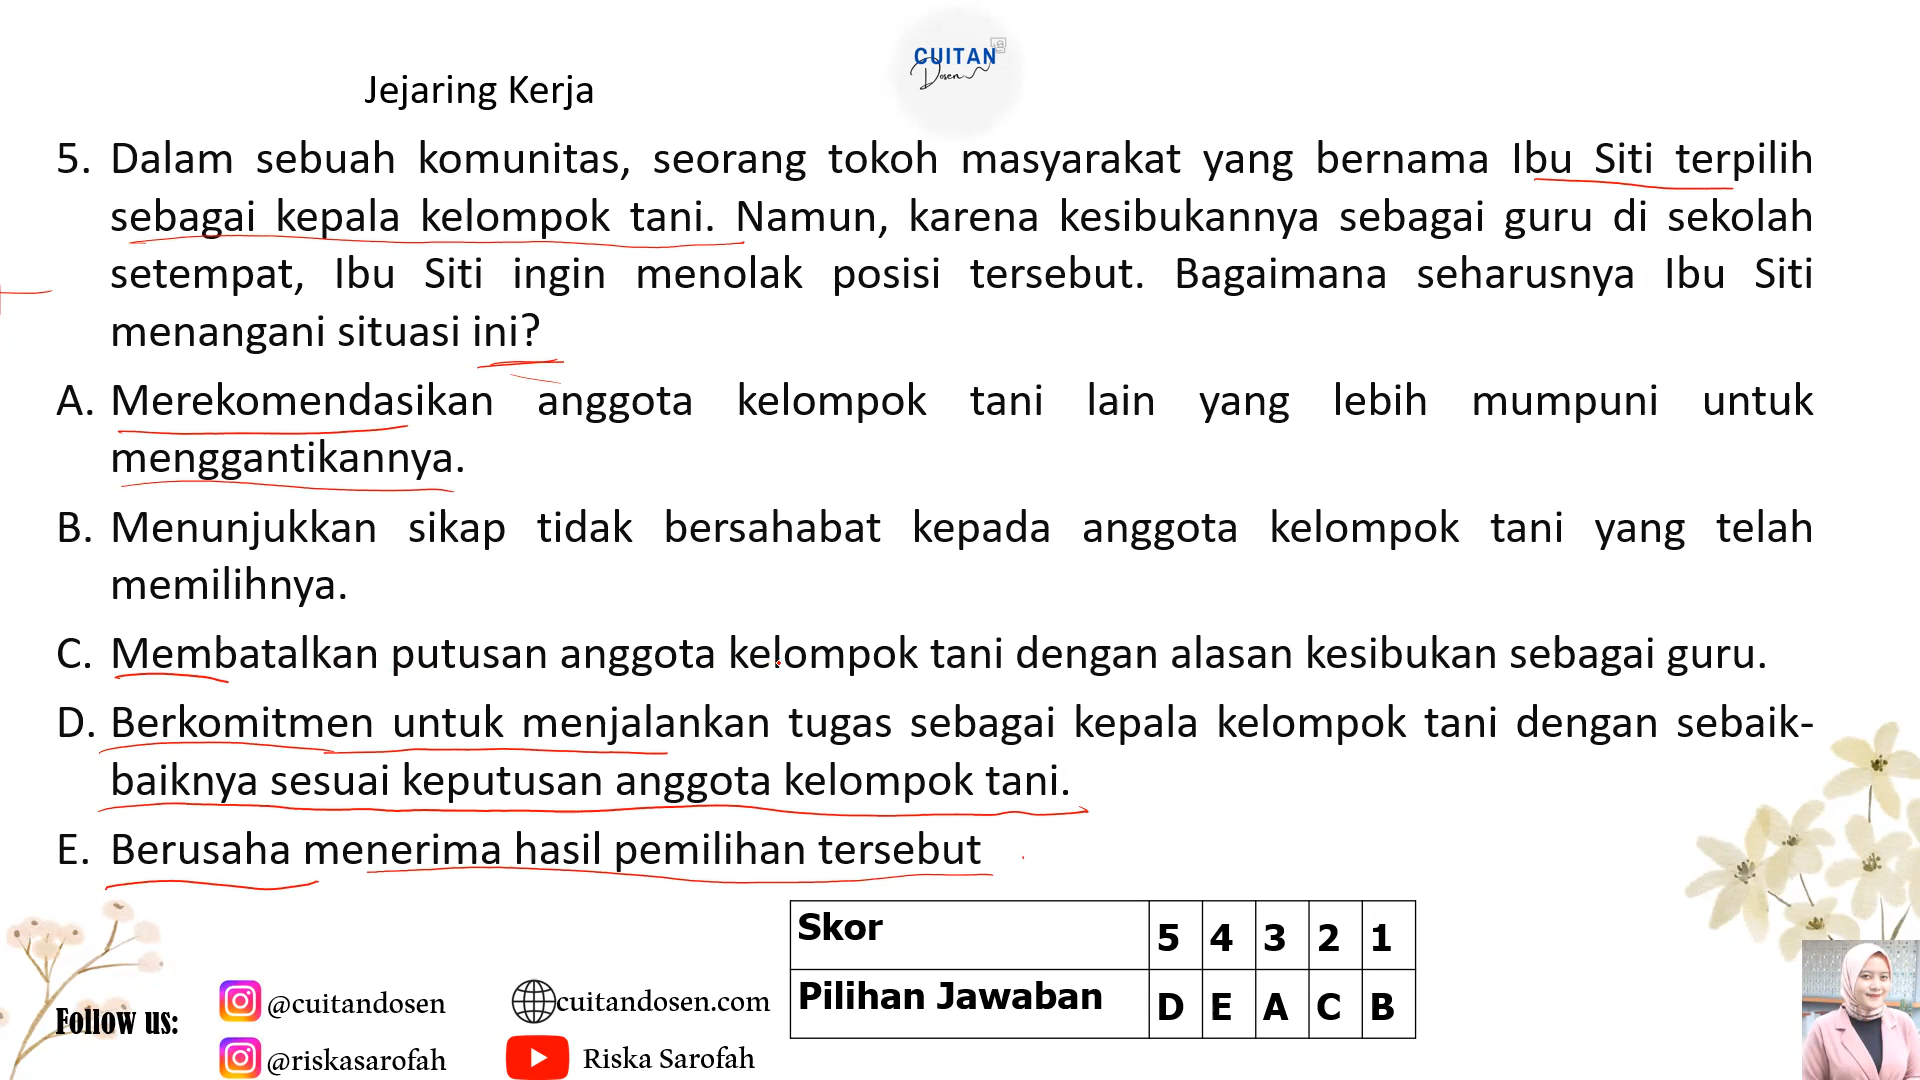 CUITAN
Dosen
Jejaring Kerja
5. Dalam sebuah komunitas, seorang tokoh masyarakat yang bernama Ibu Siti terpilih
sebagai kepala kelompok tani. Namun, karena kesibukannya sebagai guru di sekolah
setempat, Ibu Siti ingin menolak posisi tersebut. Bagaimana seharusnya Ibu Siti
menangani situasi ini?
A. Merekomendasikan anggota kelompok tani lain yang lebih mumpuni untuk
menggantikannya.
B. Menunjukkan sikap tidak bersahabat kepada anggota kelompok tani yang telah
memilihnya.
C. Membatalkan putusan anggota kelompok tani dengan alasan kesibukan sebagai guru.
D. Berkomitmen untuk menjalankan tugas sebagai kepala kelompok tani dengan sebaik-
baiknya sesuai keputusan anggota kelompok tani.
E. Berusaha menerima hasil pemilihan tersebut
Skor 5 4 3 2 1
Pilihan Jawaban D E A C B
Follow us:
@cuitandosen
cuitandosen.com
@riskasarofah
Riska Sarofah